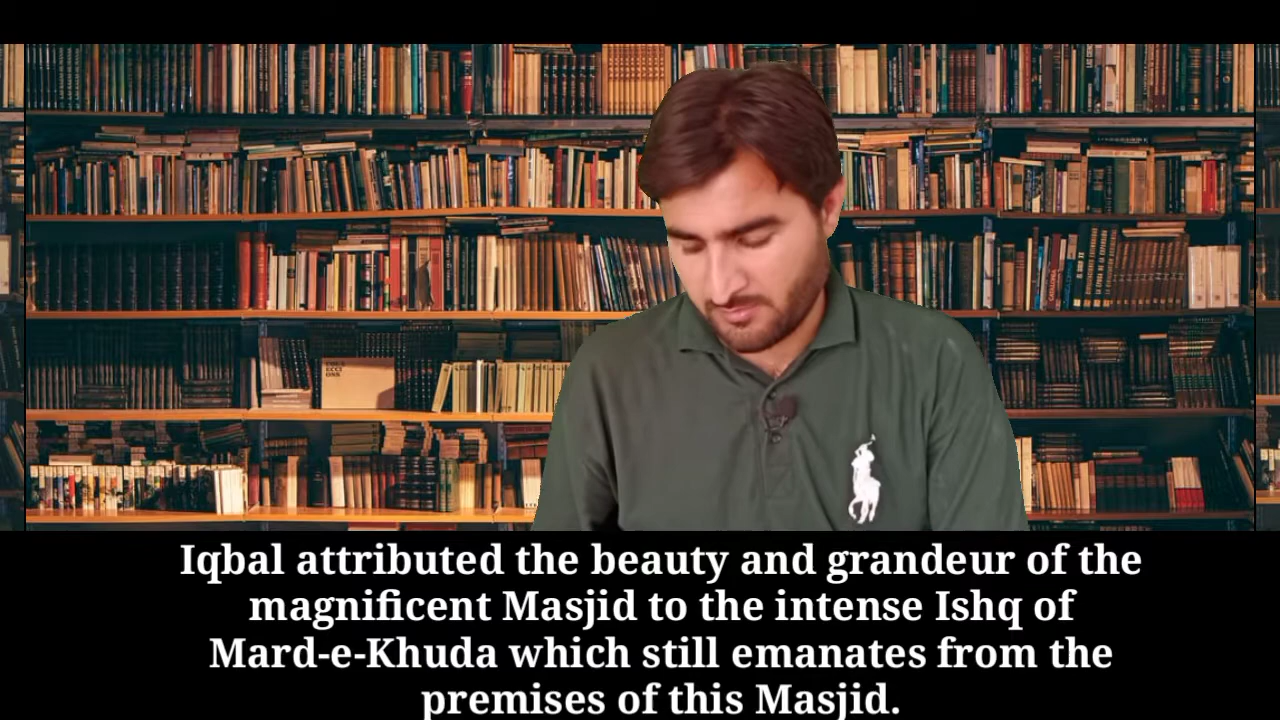 Iqbal attributed the beauty and grandeur of the
magnificent Masjid to the intense Ishq of
Mard-e-Khuda which still emanates from the
premises of this Masjid.